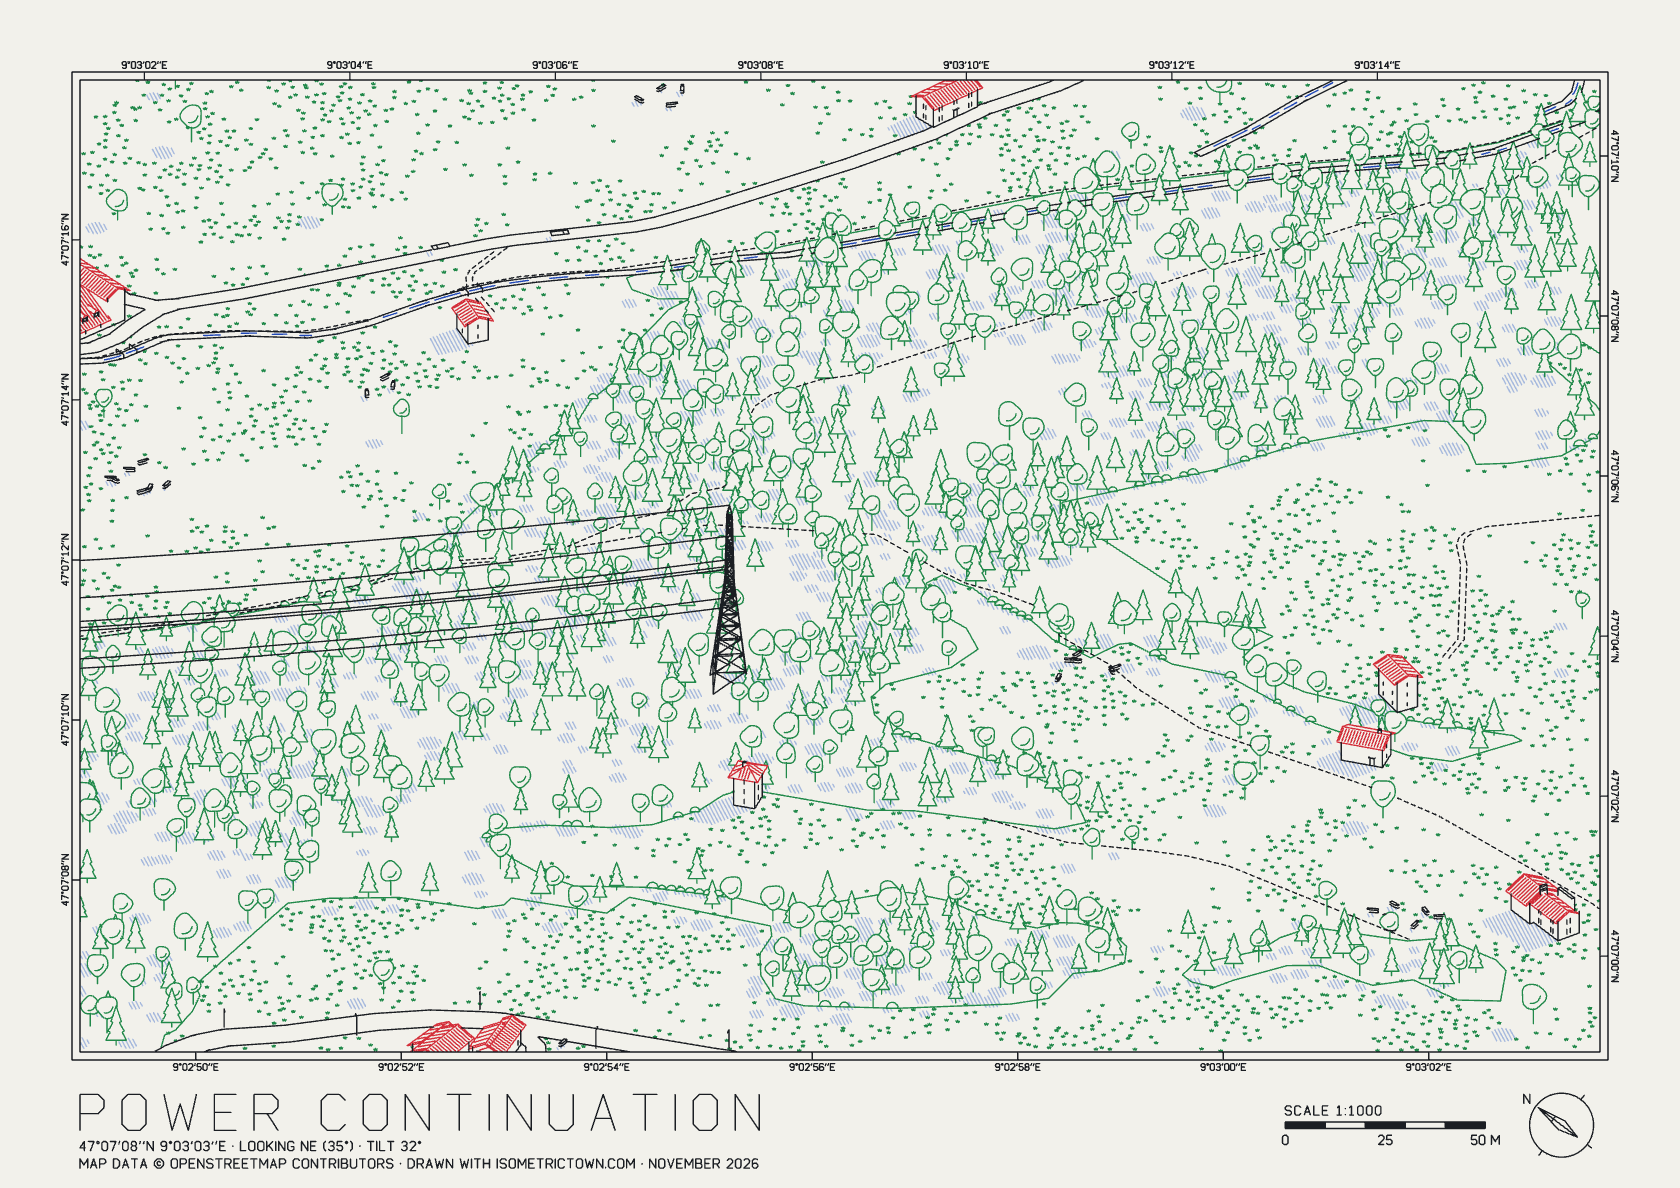 9°03'02"E 9°03'04"E 9°03'06"E 9°03'08"E 9°03'10"E 9°03'12"E 9°03'14"E
47°07'16"N
47°07'14"N
47°07'12"N
47°07'10"N
47°07'08"N
47°07'10"N
47°07'08"N
47°07'06"N
47°07'04"N
47°07'02"N
47°07'00"N
9°02'50"E 9°02'52"E 9°02'54"E 9°02'56"E 9°02'58"E 9°03'00"E 9°03'02"E
POWER CONTINUATION
47°07'08"N 9°03'03"E · LOOKING NE (35°) · TILT 32°
MAP DATA © OPENSTREETMAP CONTRIBUTORS · DRAWN WITH ISOMETRICTOWN.COM · NOVEMBER 2026
SCALE 1:1000
0 25 50 M
N